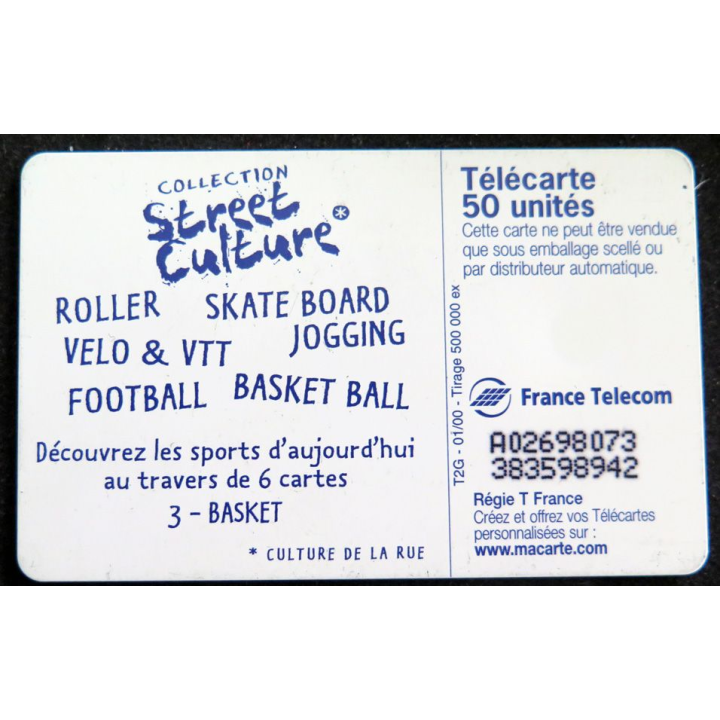 COLLECTION
Street
Culture*
ROLLER SKATE BOARD
VELO & VTT JOGGING
FOOTBALL BASKET BALL
Découvrez les sports d'aujourd'hui
au travers de 6 cartes
3 - BASKET
* CULTURE DE LA RUE
T2G - 01/00 - Tirage 500 000 ex
Télécarte
50 unités
Cette carte ne peut être vendue
que sous emballage scellé ou
par distributeur automatique.
France Telecom
A02698073
383598942
Régie T France
Créez et offrez vos Télécartes
personnalisées sur :
www.macarte.com